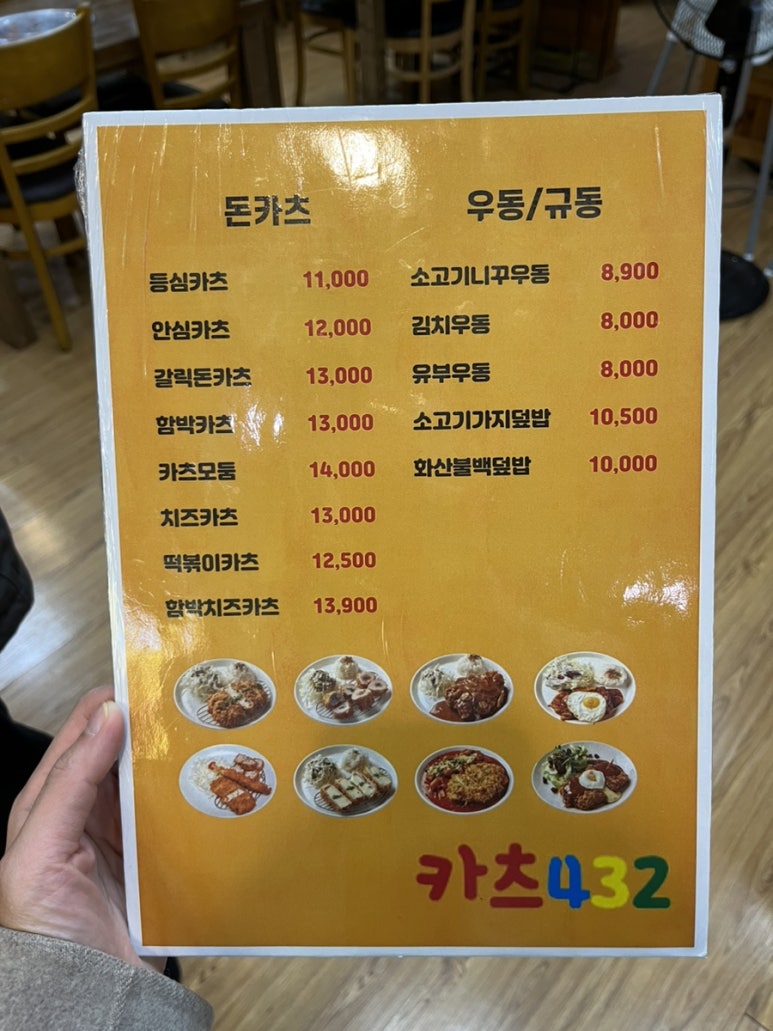 돈카츠
등심카츠 11,000
안심카츠 12,000
갈릭돈카츠 13,000
함박카츠 13,000
카츠모둠 14,000
치즈카츠 13,000
떡볶이카츠 12,500
함박치즈카츠 13,900
우동/규동
소고기니꾸우동 8,900
김치우동 8,000
유부우동 8,000
소고기가지덮밥 10,500
화산불백덮밥 10,000
카츠432